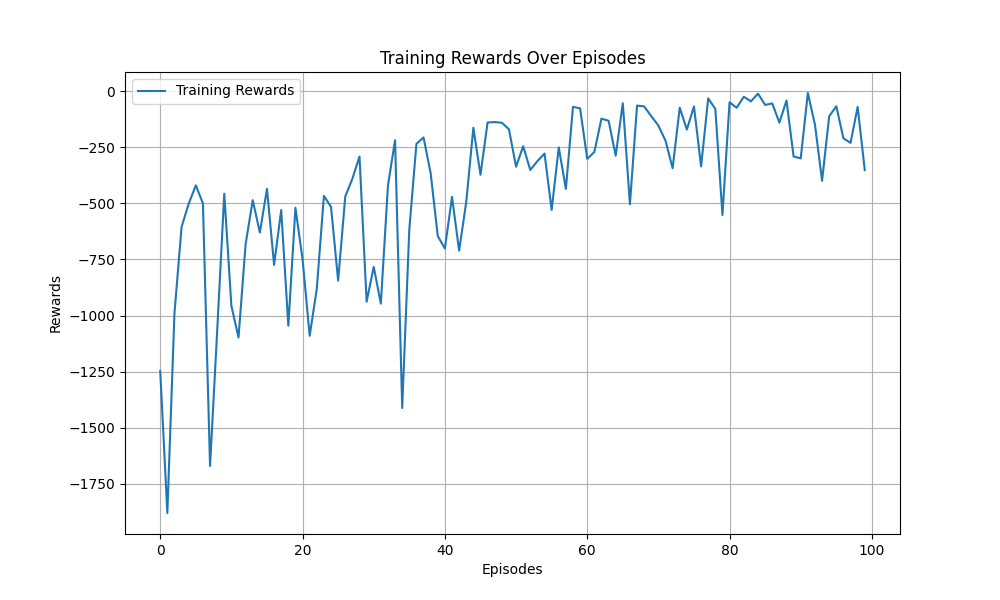 Training Rewards Over Episodes
Training Rewards
0
−250
−500
−750
−1000
−1250
−1500
−1750
Rewards
0 20 40 60 80 100
Episodes